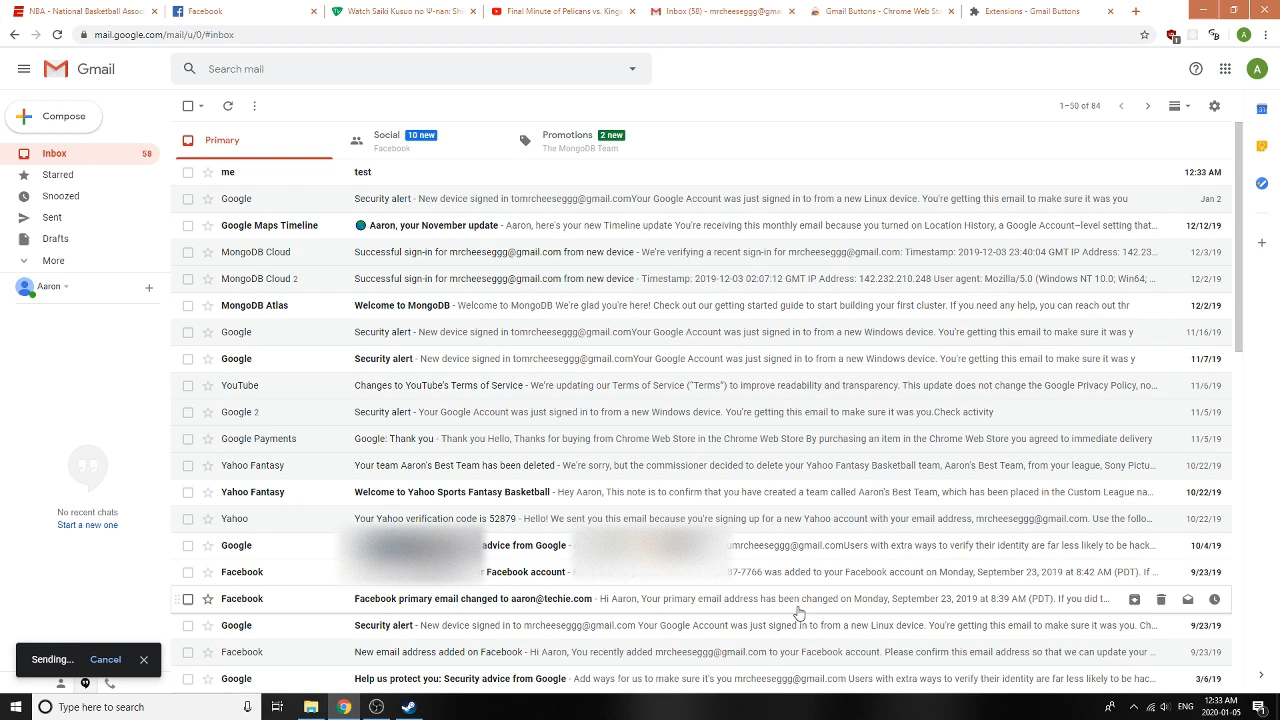 NBA - National Basketball Assoc
Facebook
Watch Saiki Kusuo no Ψ-nan: Shi
Final Minute of Pelicans vs. King
Inbox (58) - mrcheeseggg@gmai
Gmail Buttons - Chrome Web St
Extensions - Gmail Buttons
mail.google.com/mail/u/0/#inbox
1
A
Gmail
Search mail
A
Compose
1–50 of 84
Primary
Social 10 new
Facebook
Promotions 2 new
The MongoDB Team
Inbox 58
Starred
Snoozed
Sent
Drafts
More
Aaron
No recent chats
Start a new one
me test 12:33 AM
Google Security alert - New device signed in tomrcheeseggg@gmail.comYour Google Account was just signed in to from a new Linux device. You're getting this email to make sure it was you Jan 2
Google Maps Timeline Aaron, your November update - Aaron, here's your new Timeline update You're receiving this monthly email because you turned on Location History, a Google Account–level setting that… 12/12/19
MongoDB Cloud Successful sign-in for mrcheeseggg@gmail.com from new device - We're verifying a recent sign-in for mrcheeseggg@gmail.com: Timestamp: 2019-12-03 23:40:04 GMT IP Address: 142.23… 12/3/19
MongoDB Cloud 2 Successful sign-in for mrcheeseggg@gmail.com from new device - Timestamp: 2019-12-03 02:07:12 GMT IP Address: 142.232.210.248 User agent: Mozilla/5.0 (Windows NT 10.0; Win64; … 12/2/19
MongoDB Atlas Welcome to MongoDB - Welcome to MongoDB We're glad you're here! Check out our getting started guide to start building your first cluster. If you need any help, you can reach out thr 12/2/19
Google Security alert - New device signed in tomrcheeseggg@gmail.comYour Google Account was just signed in to from a new Windows device. You're getting this email to make sure it was y 11/16/19
Google Security alert - New device signed in tomrcheeseggg@gmail.comYour Google Account was just signed in to from a new Windows device. You're getting this email to make sure it was y 11/7/19
YouTube Changes to YouTube's Terms of Service - We're updating our Terms of Service ("Terms") to improve readability and transparency. This update does not change the Google Privacy Policy, no… 11/6/19
Google 2 Security alert - Your Google Account was just signed in to from a new Windows device. You're getting this email to make sure it was you.Check activity 11/5/19
Google Payments Google: Thank you - Thank you Hello, Thanks for buying from Chrome Web Store in the Chrome Web Store By purchasing an item in the Chrome Web Store you agreed to immediate delivery 11/5/19
Yahoo Fantasy Your team Aaron's Best Team has been deleted - We're sorry, but the commissioner decided to delete your Yahoo Fantasy Basketball team, Aaron's Best Team, from your league, Sony Pictu… 10/22/19
Yahoo Fantasy Welcome to Yahoo Sports Fantasy Basketball - Hey Aaron, This note is to confirm that you have created a team called Aaron's Best Team, which has been placed in the Custom League na… 10/22/19
Yahoo Your Yahoo verification code is 52879 - Hello! We sent you this email because you're signing up for a new Yahoo account with your email address, mrcheeseggg@gmail.com. Use the follo… 10/22/19
Google advice from Google - mrcheeseggg@gmail.comUsers with extra ways to verify their identity are far less likely to be hack… 10/4/19
Facebook r Facebook account - 87-7766 was added to your Facebook account on Monday, September 23, 2019 at 8:42 AM (PDT). If … 9/23/19
Facebook Facebook primary email changed to aaron@techie.com - Hi Aaron, Your primary email address has been changed on Monday, September 23, 2019 at 8:39 AM (PDT). If you did t…
Google Security alert - New device signed in to mrcheeseggg@gmail.com Your Google Account was just signed in to from a new Linux device. You're getting this email to make sure it was you. Ch… 9/23/19
Facebook New email address added on Facebook - Hi Aaron, You recently added mrcheeseggg@gmail.com to your Facebook account. Please confirm this email address so that we can update your … 9/23/19
Google Help us protect you: Security advice from Google - Add ways for us to make sure it's you mrcheeseggg@gmail.com Users with extra ways to verify their identity are far less likely to be hac… 3/6/19
Sending... Cancel
Type here to search
ENG
12:33 AM
2020-01-05
1